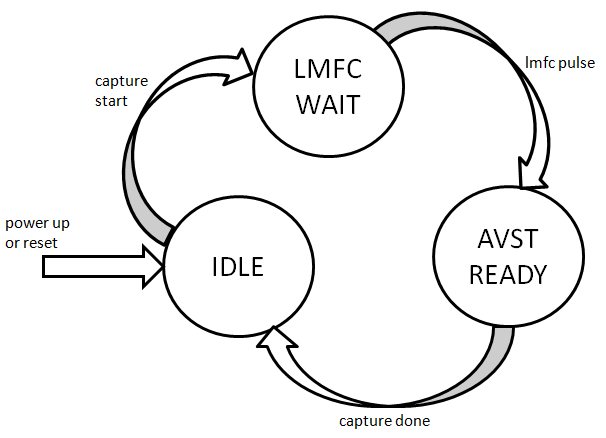 LMFC
WAIT
lmfc pulse
capture
start
power up
or reset
IDLE
AVST
READY
capture done